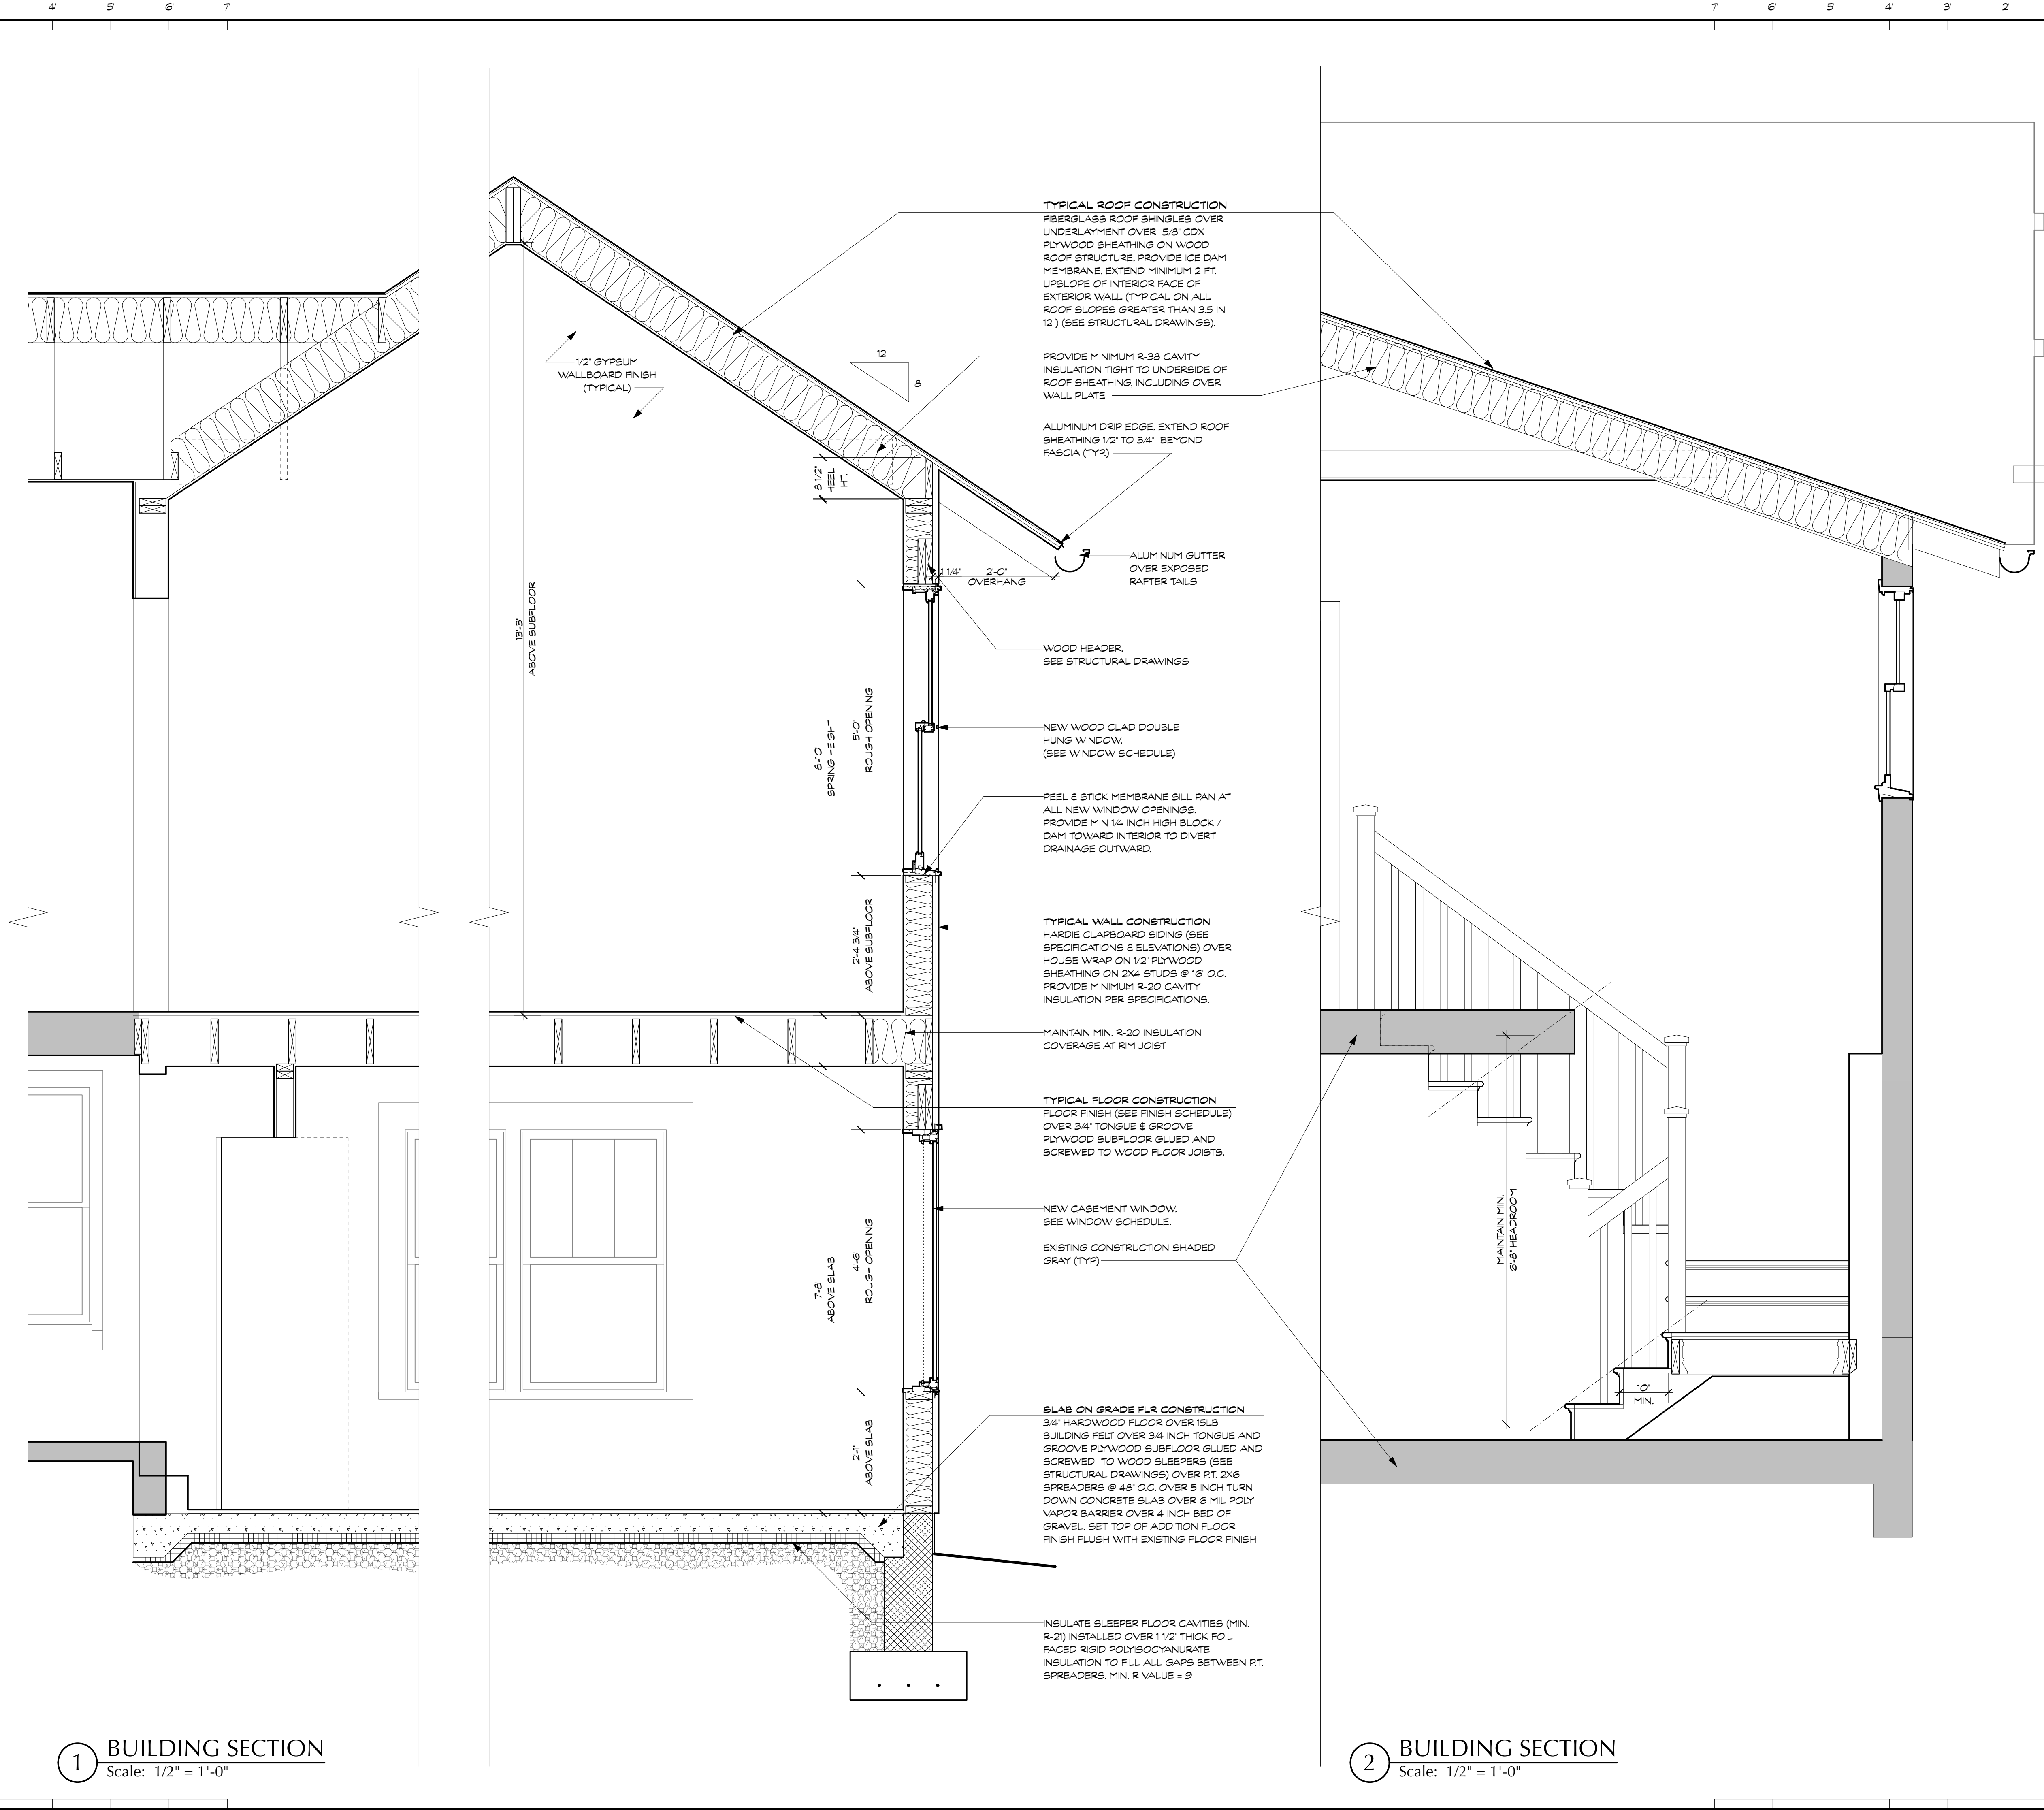 4' 5' 6' 7'
7' 6' 5' 4' 3' 2'
TYPICAL ROOF CONSTRUCTION
FIBERGLASS ROOF SHINGLES OVER
UNDERLAYMENT OVER 5/8" CDX
PLYWOOD SHEATHING ON WOOD
ROOF STRUCTURE. PROVIDE ICE DAM
MEMBRANE. EXTEND MINIMUM 2 FT.
UPSLOPE OF INTERIOR FACE OF
EXTERIOR WALL (TYPICAL ON ALL
ROOF SLOPES GREATER THAN 3.5 IN
12 ) (SEE STRUCTURAL DRAWINGS).
1/2" GYPSUM
WALLBOARD FINISH
(TYPICAL)
12
8
PROVIDE MINIMUM R-38 CAVITY
INSULATION TIGHT TO UNDERSIDE OF
ROOF SHEATHING, INCLUDING OVER
WALL PLATE
ALUMINUM DRIP EDGE. EXTEND ROOF
SHEATHING 1/2" TO 3/4" BEYOND
FASCIA (TYP.)
8 1/2"
HEEL
HT.
ALUMINUM GUTTER
OVER EXPOSED
RAFTER TAILS
1 1/4"
2'-0"
OVERHANG
13'-3"
ABOVE SUBFLOOR
WOOD HEADER.
SEE STRUCTURAL DRAWINGS
8'-10"
SPRING HEIGHT
5'-0"
ROUGH OPENING
NEW WOOD CLAD DOUBLE
HUNG WINDOW.
(SEE WINDOW SCHEDULE)
PEEL & STICK MEMBRANE SILL PAN AT
ALL NEW WINDOW OPENINGS.
PROVIDE MIN 1/4 INCH HIGH BLOCK /
DAM TOWARD INTERIOR TO DIVERT
DRAINAGE OUTWARD.
2'-4 3/4"
ABOVE SUBFLOOR
TYPICAL WALL CONSTRUCTION
HARDIE CLAPBOARD SIDING (SEE
SPECIFICATIONS & ELEVATIONS) OVER
HOUSE WRAP ON 1/2" PLYWOOD
SHEATHING ON 2X4 STUDS @ 16" O.C.
PROVIDE MINIMUM R-20 CAVITY
INSULATION PER SPECIFICATIONS.
MAINTAIN MIN. R-20 INSULATION
COVERAGE AT RIM JOIST
TYPICAL FLOOR CONSTRUCTION
FLOOR FINISH (SEE FINISH SCHEDULE)
OVER 3/4" TONGUE & GROOVE
PLYWOOD SUBFLOOR GLUED AND
SCREWED TO WOOD FLOOR JOISTS.
NEW CASEMENT WINDOW.
SEE WINDOW SCHEDULE.
EXISTING CONSTRUCTION SHADED
GRAY (TYP)
7'-8"
ABOVE SLAB
4'-6"
ROUGH OPENING
2'-1"
ABOVE SLAB
MAINTAIN MIN.
6'-8" HEADROOM
10"
MIN.
SLAB ON GRADE FLR CONSTRUCTION
3/4" HARDWOOD FLOOR OVER 15LB
BUILDING FELT OVER 3/4 INCH TONGUE AND
GROOVE PLYWOOD SUBFLOOR GLUED AND
SCREWED TO WOOD SLEEPERS (SEE
STRUCTURAL DRAWINGS) OVER P.T. 2X6
SPREADERS @ 48" O.C. OVER 5 INCH TURN
DOWN CONCRETE SLAB OVER 6 MIL POLY
VAPOR BARRIER OVER 4 INCH BED OF
GRAVEL. SET TOP OF ADDITION FLOOR
FINISH FLUSH WITH EXISTING FLOOR FINISH
INSULATE SLEEPER FLOOR CAVITIES (MIN.
R-21) INSTALLED OVER 1 1/2" THICK FOIL
FACED RIGID POLYISOCYANURATE
INSULATION TO FILL ALL GAPS BETWEEN P.T.
SPREADERS. MIN. R VALUE = 9
1 BUILDING SECTION
Scale: 1/2" = 1'-0"
2 BUILDING SECTION
Scale: 1/2" = 1'-0"